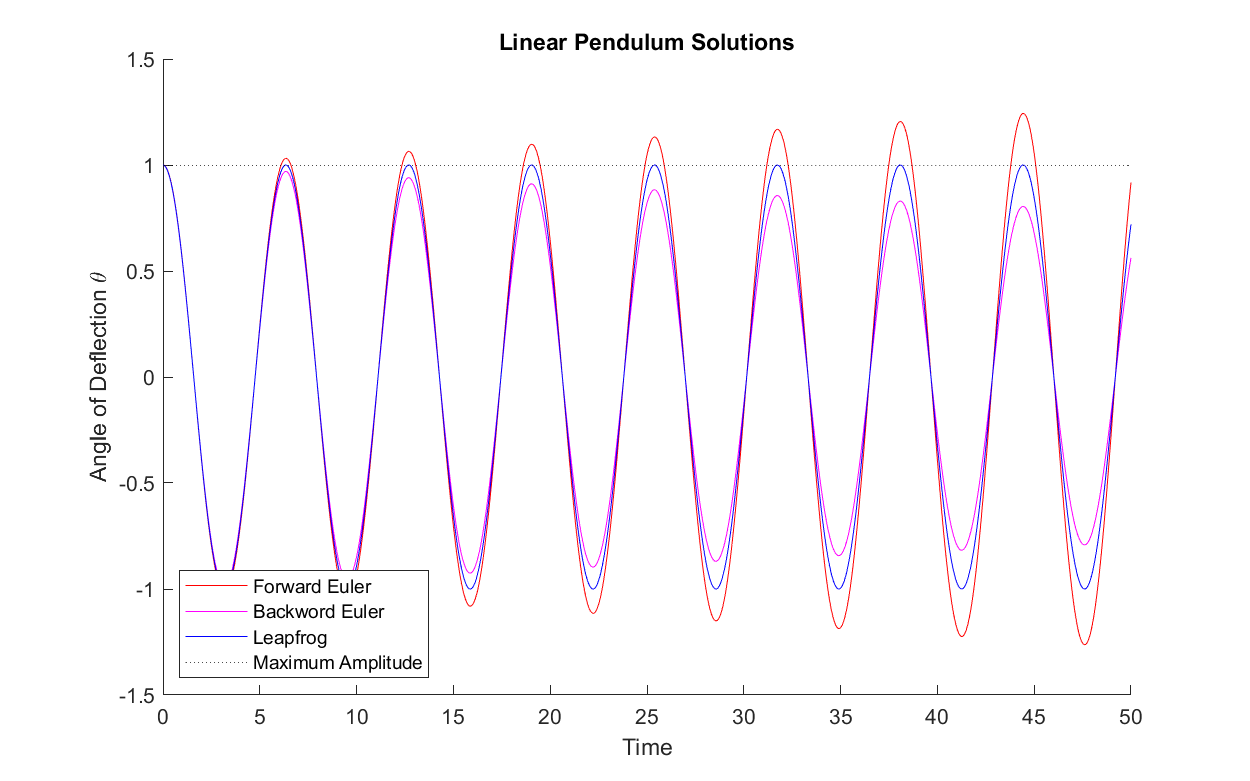 Linear Pendulum Solutions
1.5
1
0.5
0
-0.5
-1
-1.5
Angle of Deflection θ
Forward Euler
Backword Euler
Leapfrog
Maximum Amplitude
0 5 10 15 20 25 30 35 40 45 50
Time